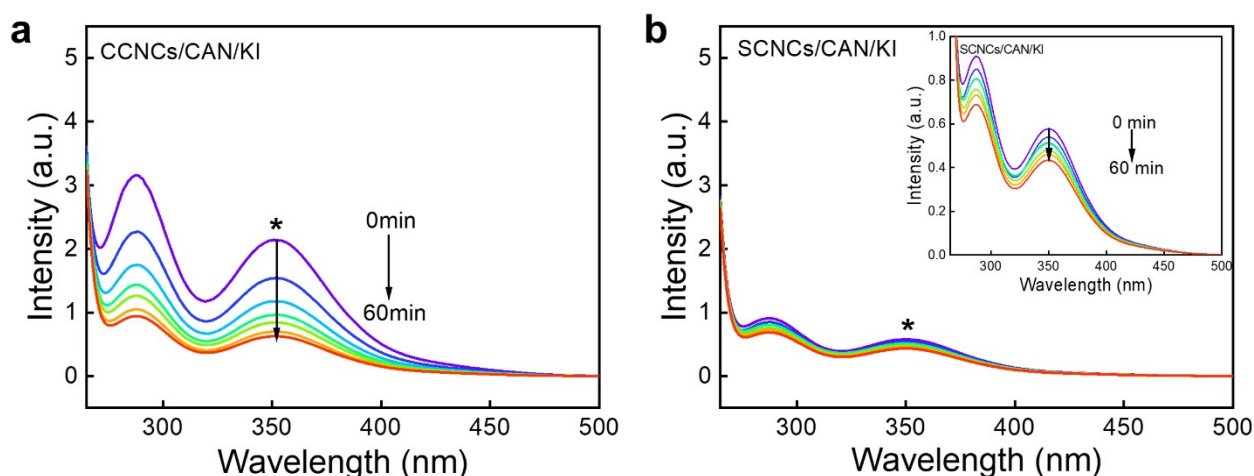 a
CCNCs/CAN/KI
5
4
3
2
1
0
Intensity (a.u.)
*
0min
60min
300
350
400
450
500
Wavelength (nm)
b
SCNCs/CAN/KI
5
4
3
2
1
0
Intensity (a.u.)
*
300
350
400
450
500
Wavelength (nm)
SCNCs/CAN/KI
1.0
0.8
0.6
0.4
0.2
0.0
Intensity (a.u.)
0 min
60 min
300
350
400
450
500
Wavelength (nm)